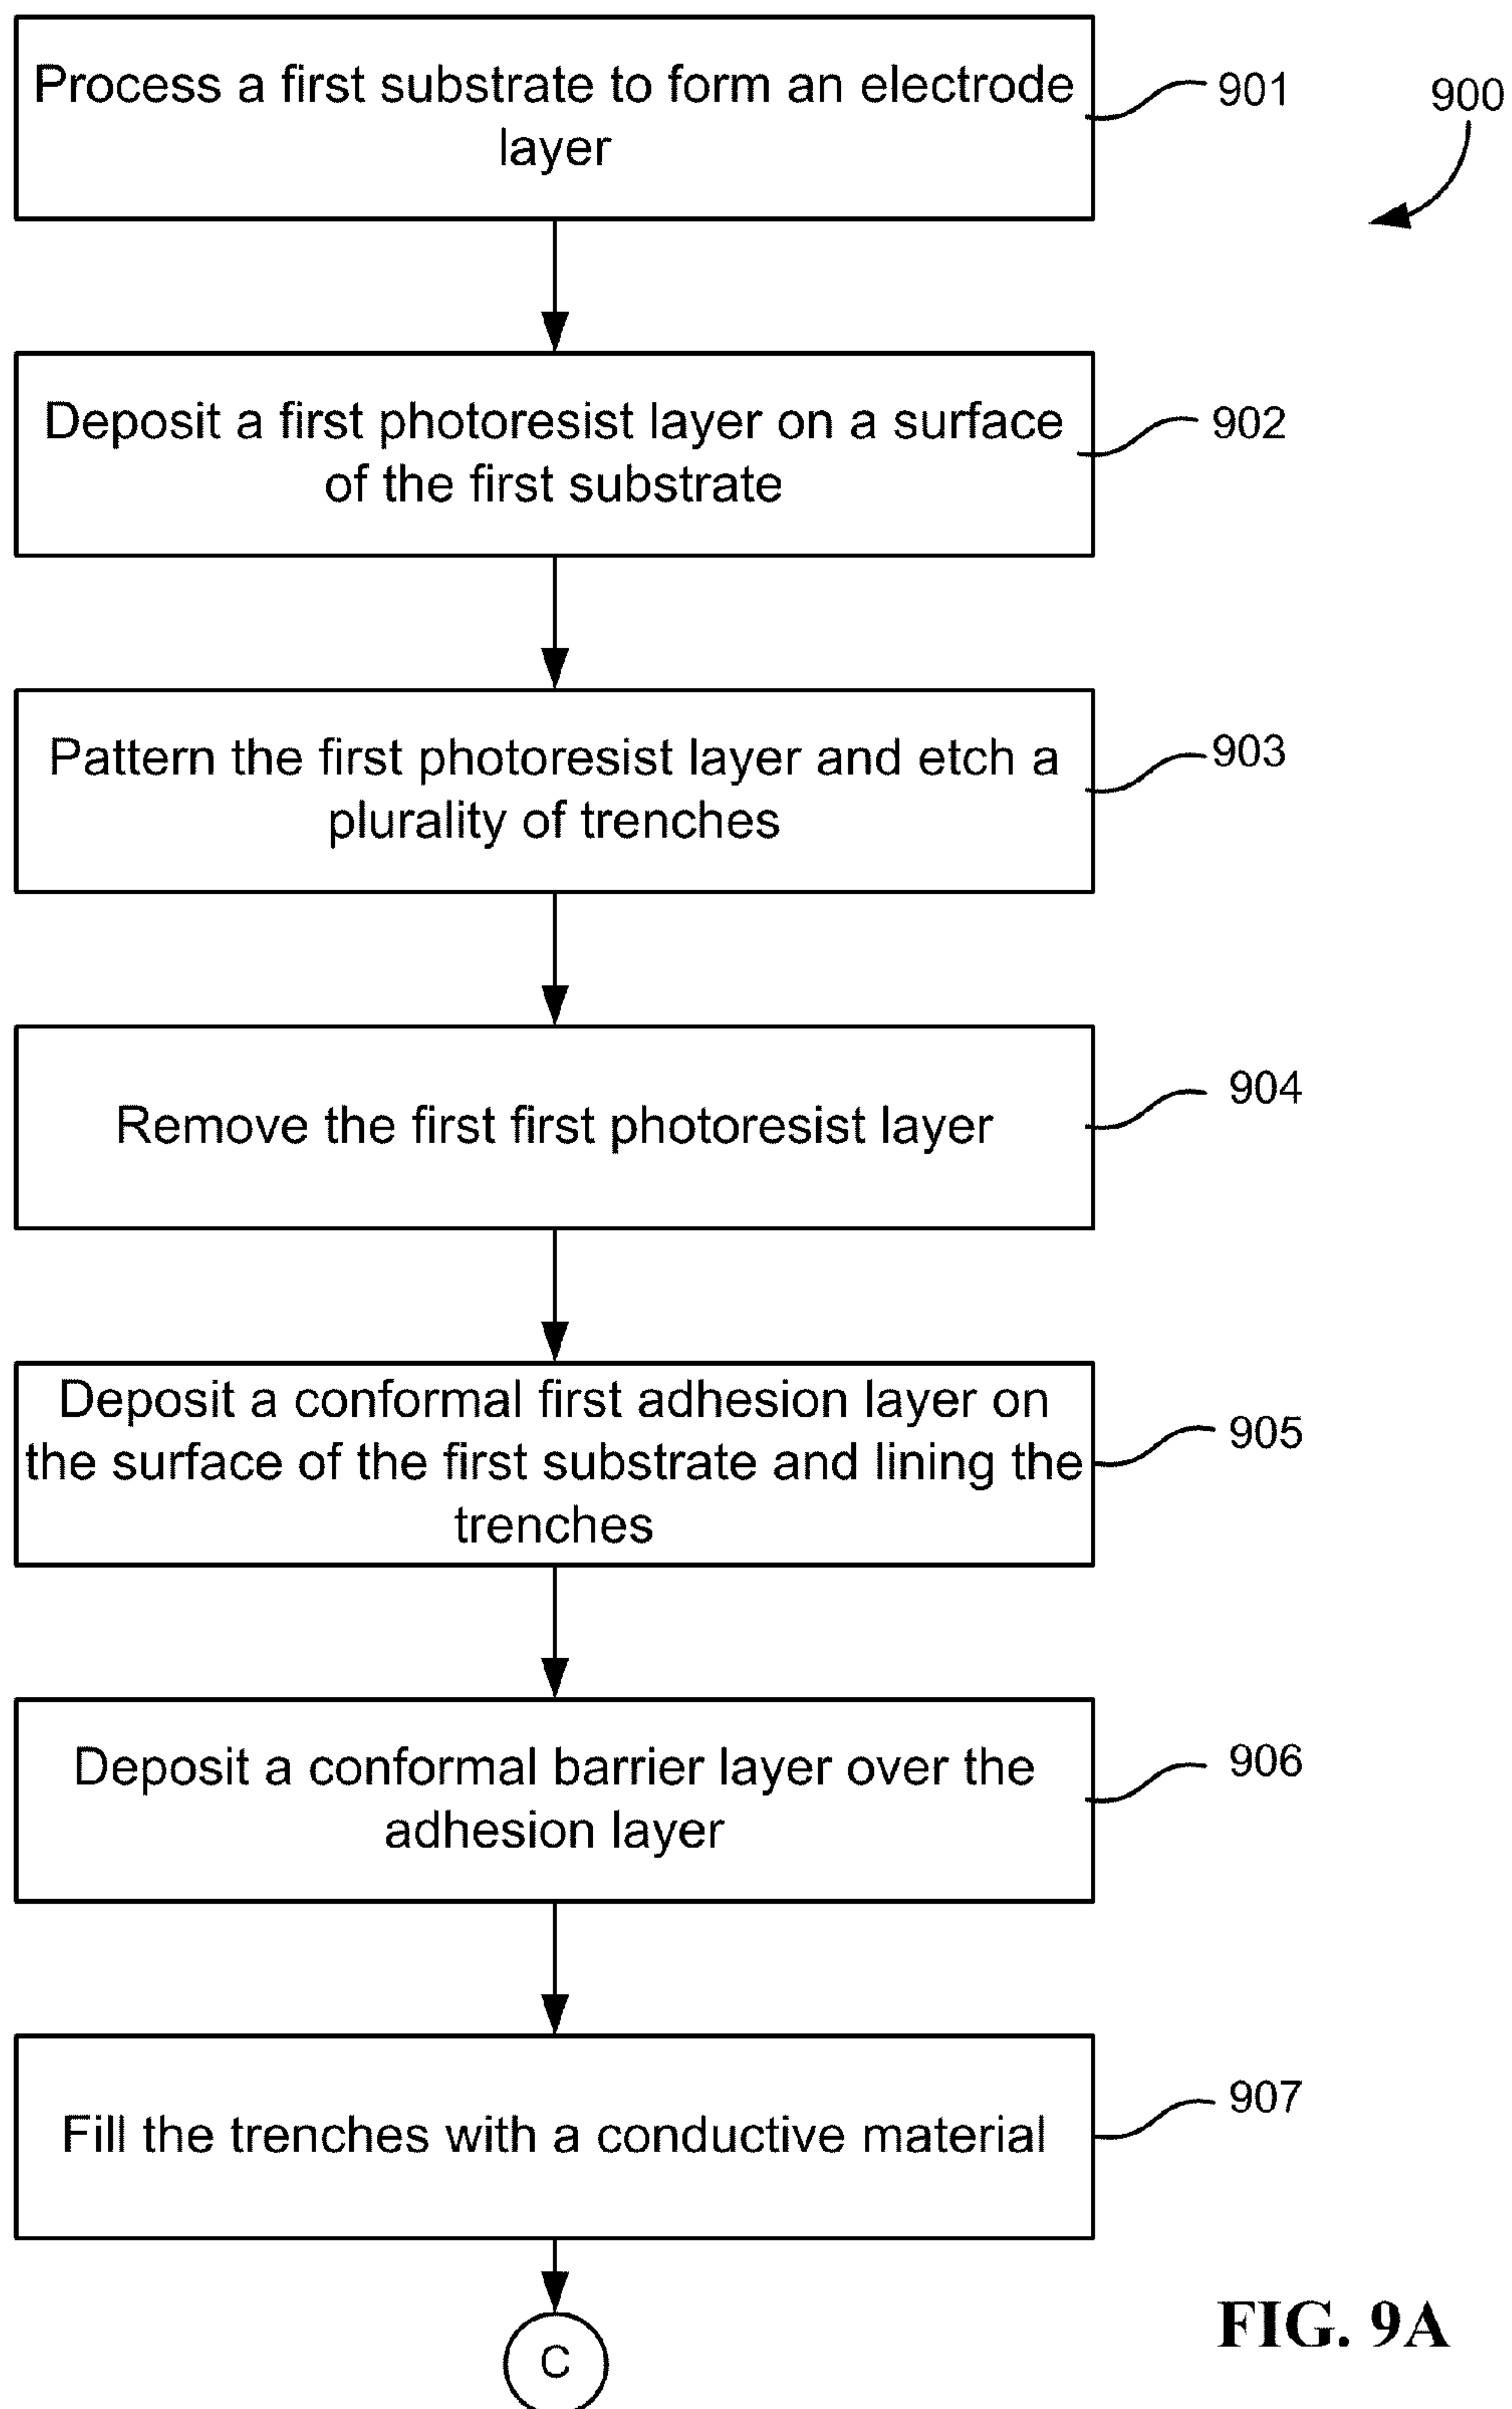 Process a first substrate to form an electrode
layer
901
900
Deposit a first photoresist layer on a surface
of the first substrate
902
Pattern the first photoresist layer and etch a
plurality of trenches
903
Remove the first first photoresist layer
904
Deposit a conformal first adhesion layer on
the surface of the first substrate and lining the
trenches
905
Deposit a conformal barrier layer over the
adhesion layer
906
Fill the trenches with a conductive material
907
C
FIG. 9A